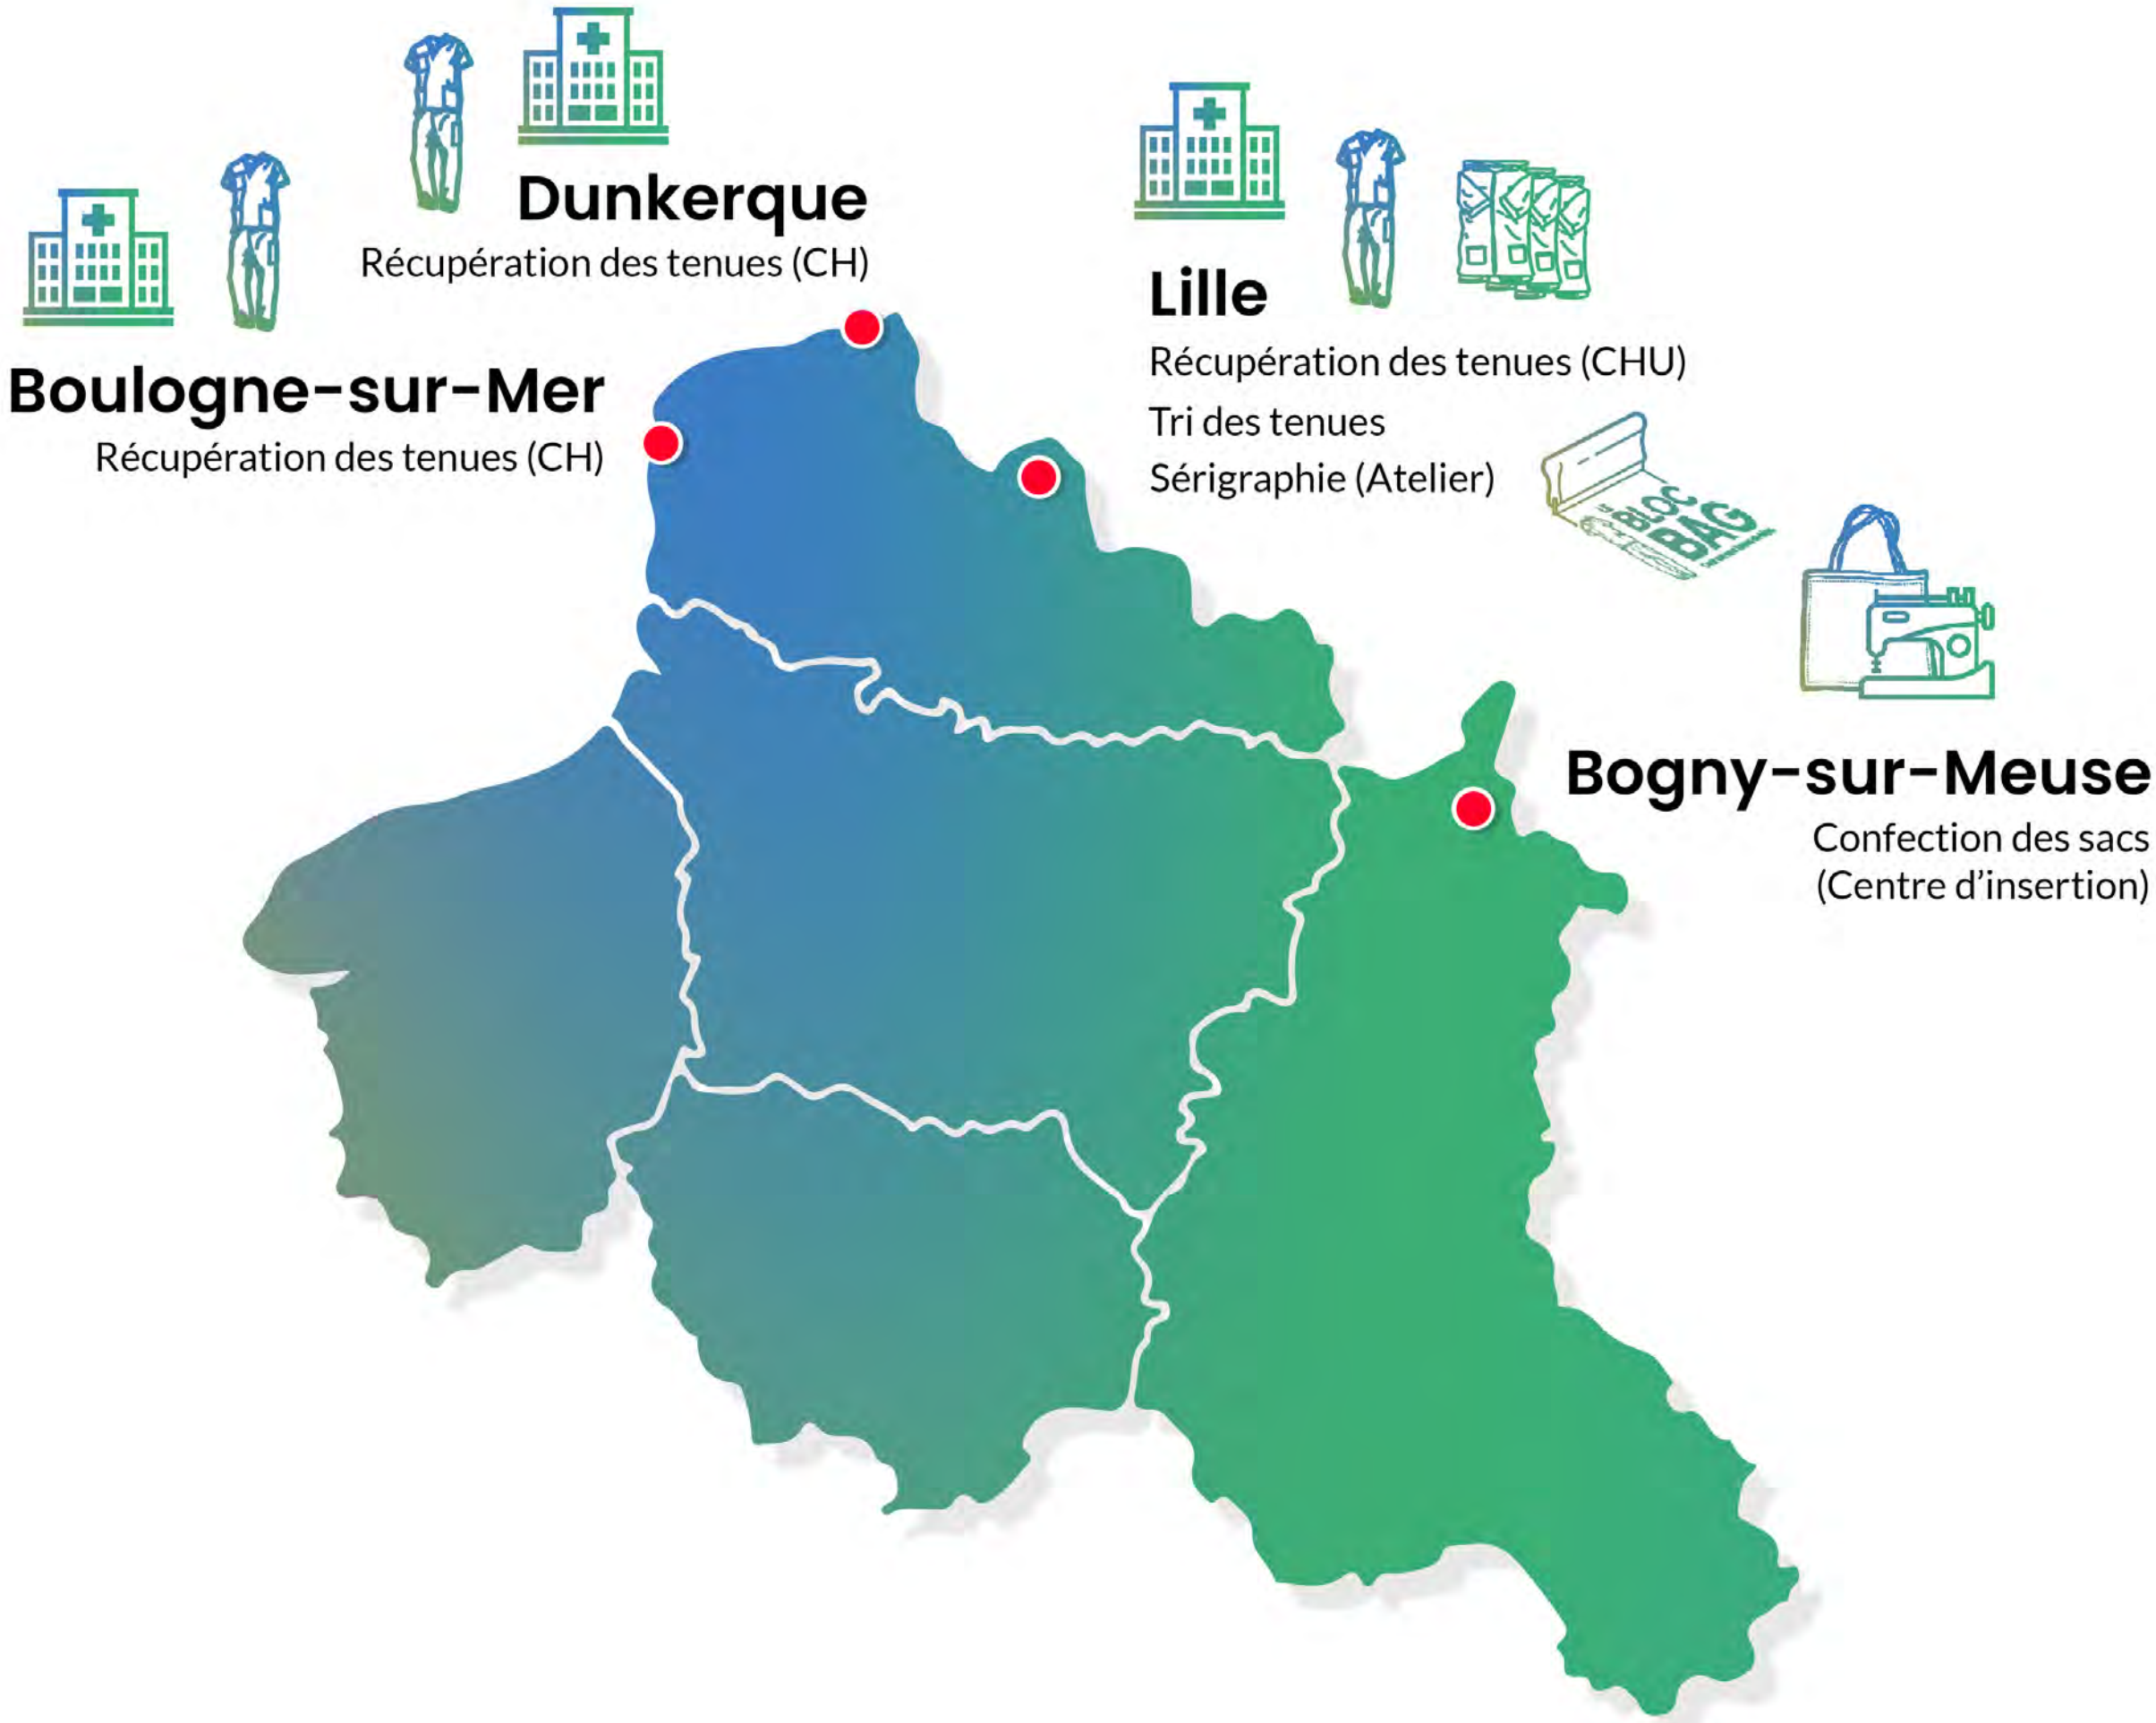 Dunkerque
Récupération des tenues (CH)
Boulogne-sur-Mer
Récupération des tenues (CH)
Lille
Récupération des tenues (CHU)
Tri des tenues
Sérigraphie (Atelier)
BLOC
BAG
Bogny-sur-Meuse
Confection des sacs
(Centre d'insertion)